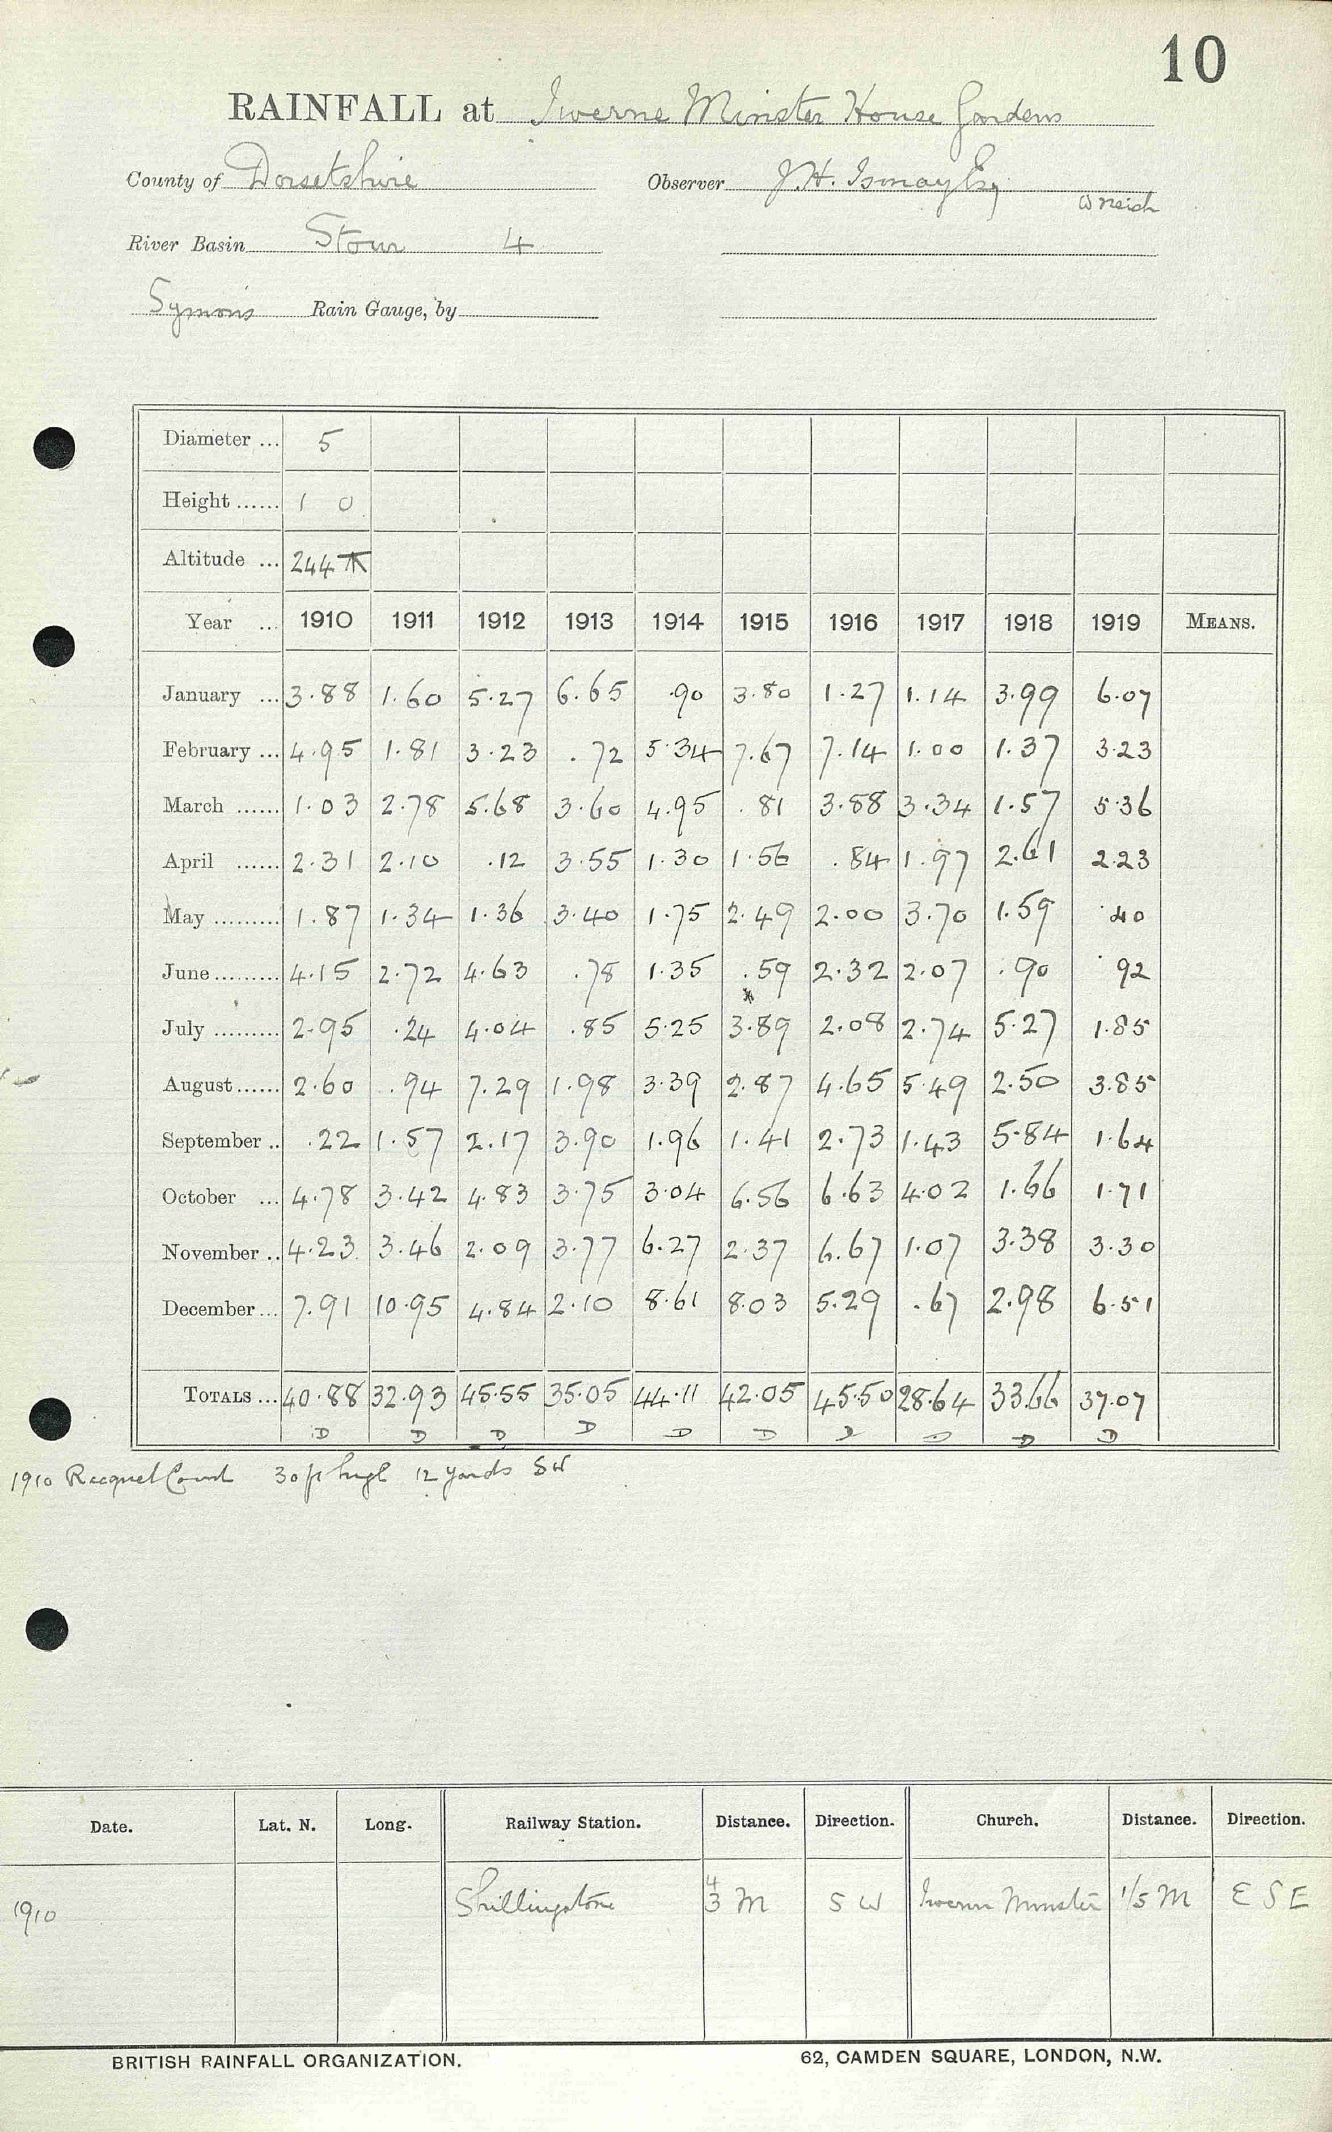 10
RAINFALL at Iwerne Minster House Gardens
County of Dorsetshire Observer J. H. Ismay Esq
W Neish
River Basin Stour 4
Symons Rain Gauge, by
Diameter ... 5
Height ...... 1 0
Altitude ... 244
Year ... 1910 1911 1912 1913 1914 1915 1916 1917 1918 1919 MEANS.
January ... 3.88 1.60 5.27 6.65 .90 3.80 1.27 1.14 3.99 6.07
February ... 4.95 1.81 3.23 .72 5.34 7.67 7.14 1.00 1.37 3.23
March ...... 1.03 2.78 5.68 3.60 4.95 .81 3.88 3.34 1.57 5.36
April ...... 2.31 2.10 .12 3.55 1.30 1.56 .84 1.97 2.61 2.23
May ......... 1.87 1.34 1.36 3.40 1.75 2.49 2.00 3.70 1.59 .40
June ......... 4.15 2.72 4.63 .78 1.35 .59 2.32 2.07 .90 .92
July ......... 2.95 .24 4.04 .85 5.25 3.89 2.08 2.74 5.27 1.85
August ...... 2.60 .94 7.29 1.98 3.39 2.87 4.65 5.49 2.50 3.85
September .. .22 1.57 2.17 3.90 1.96 1.41 2.73 1.43 5.84 1.64
October ... 4.78 3.42 4.83 3.75 3.04 6.56 6.63 4.02 1.66 1.71
November .. 4.23 3.46 2.09 3.77 6.27 2.37 6.67 1.07 3.38 3.30
December ... 7.91 10.95 4.84 2.10 8.61 8.03 5.29 .67 2.98 6.51
TOTALS ... 40.88 32.93 45.55 35.05 44.11 42.05 45.50 28.64 33.66 37.07
D D D D D D D D D D
1910 Racquet Court 30 ft high 12 yards SW
Date. Lat. N. Long. Railway Station. Distance. Direction. Church. Distance. Direction.
1910 Shillingstone M S W Iwerne Minster 1/5 M E S E
BRITISH RAINFALL ORGANIZATION. 62, CAMDEN SQUARE, LONDON, N.W.